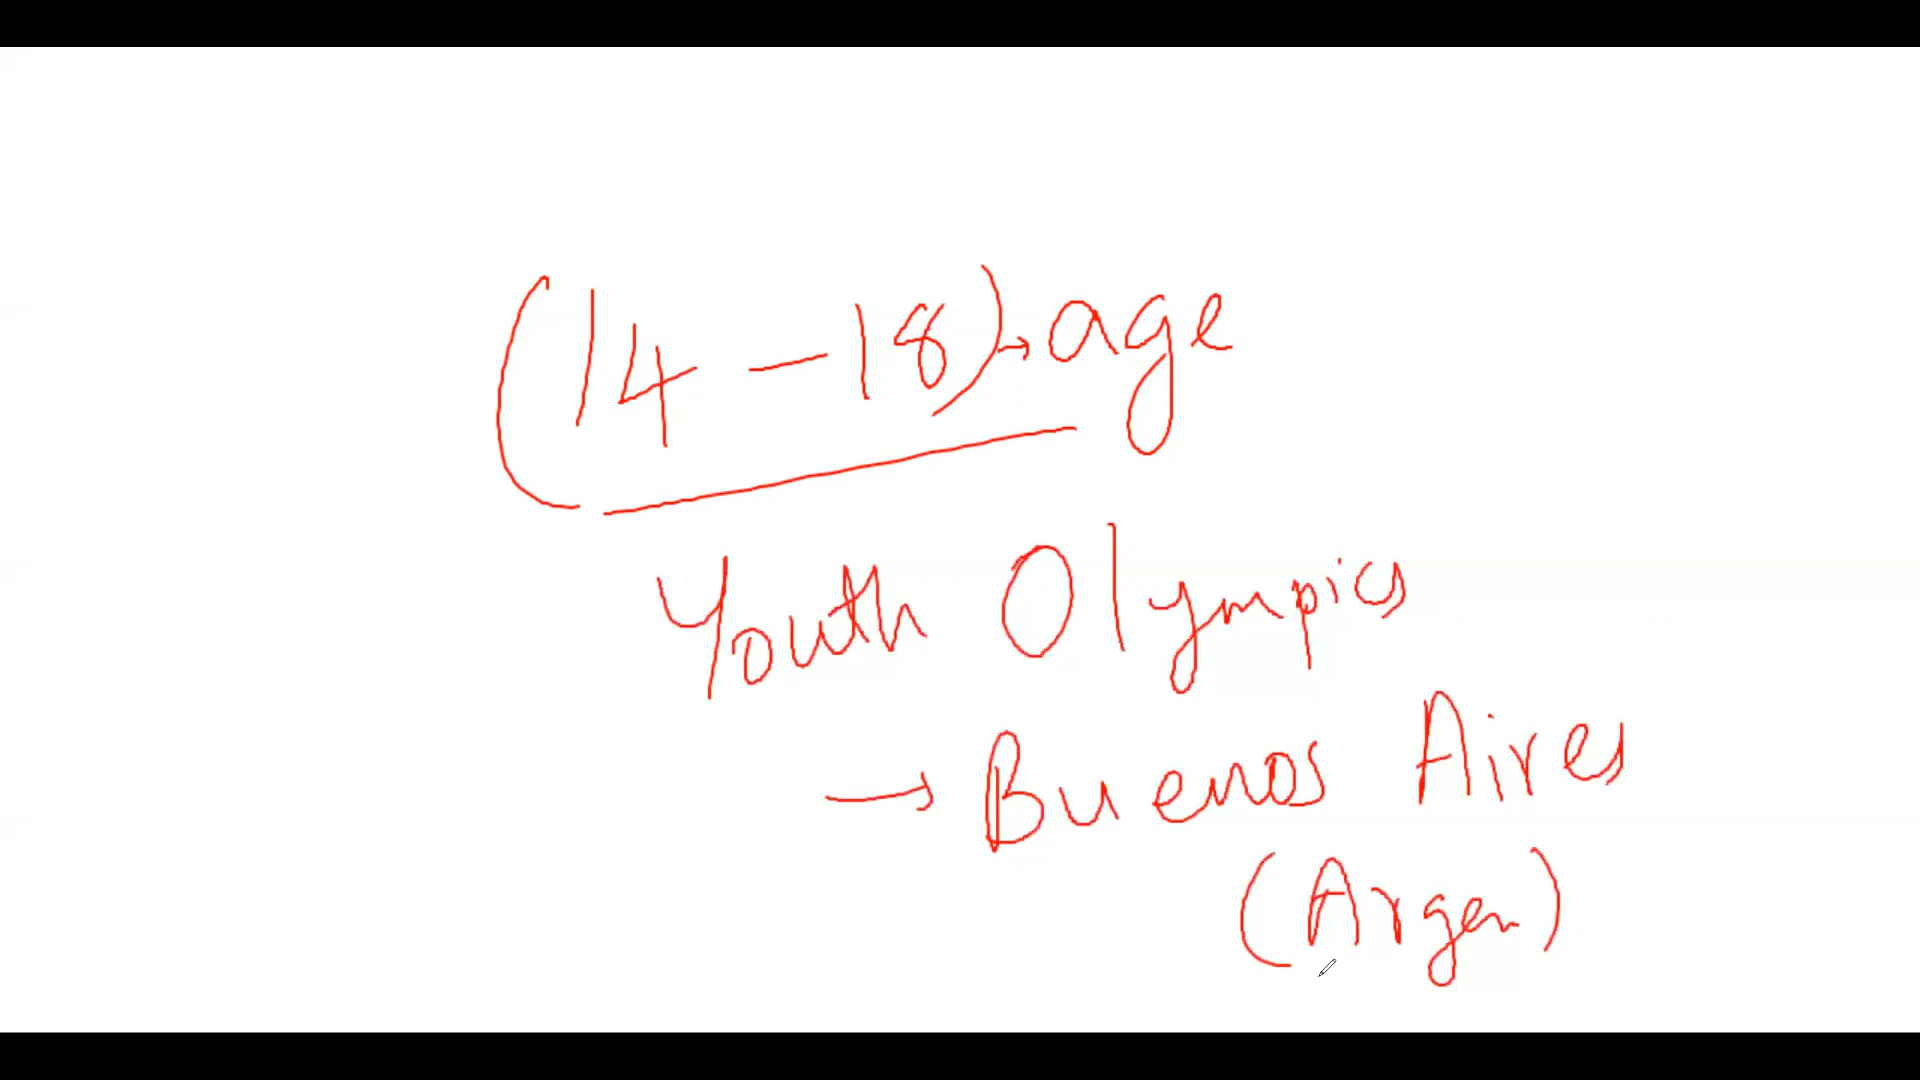 (14-18)→age
Youth Olympics
→ Buenos Aires
(Argen)